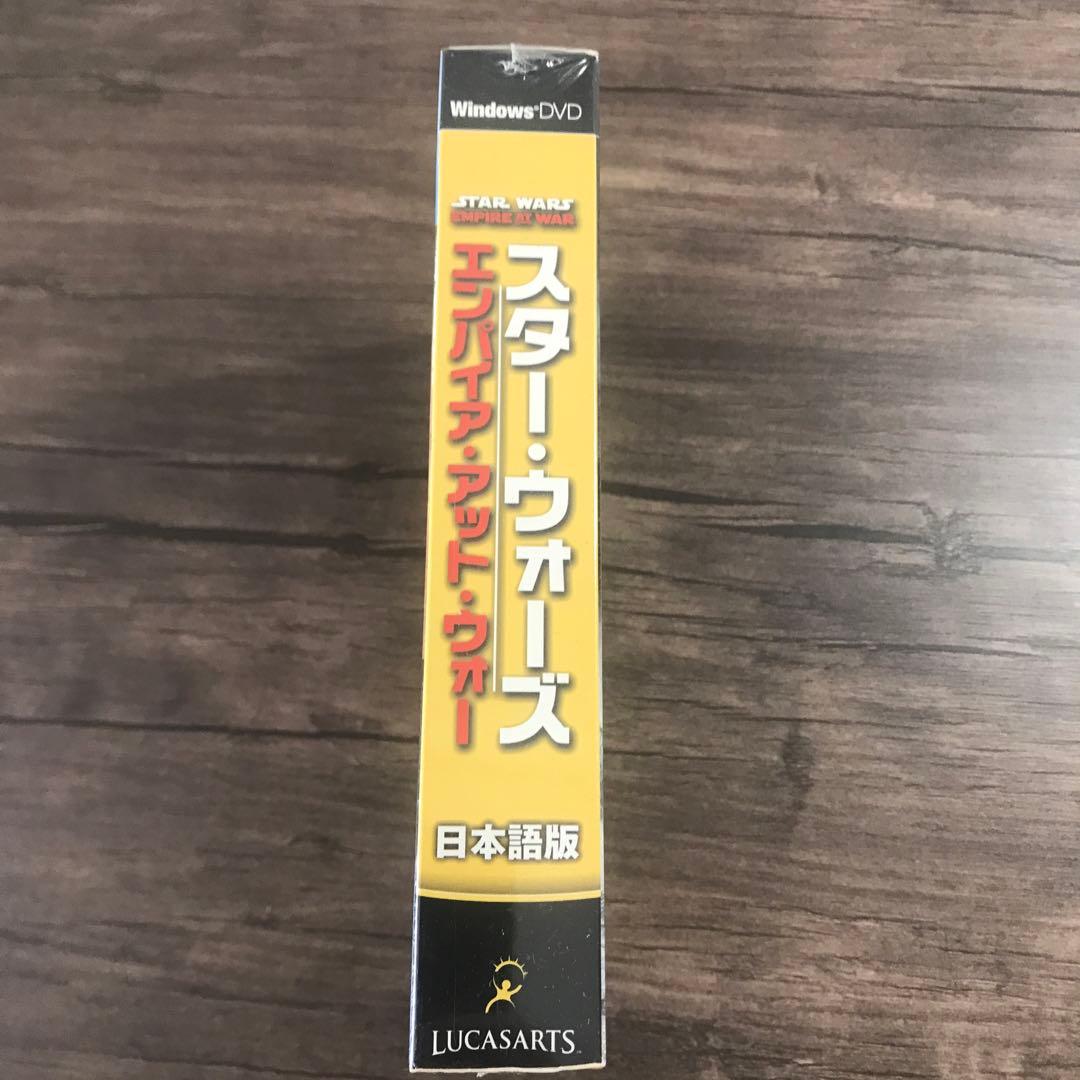 Windows®DVD
STAR WARS
EMPIRE AT WAR
スター・ウォーズ
エンパイア・アット・ウォー
日本語版
LUCASARTS